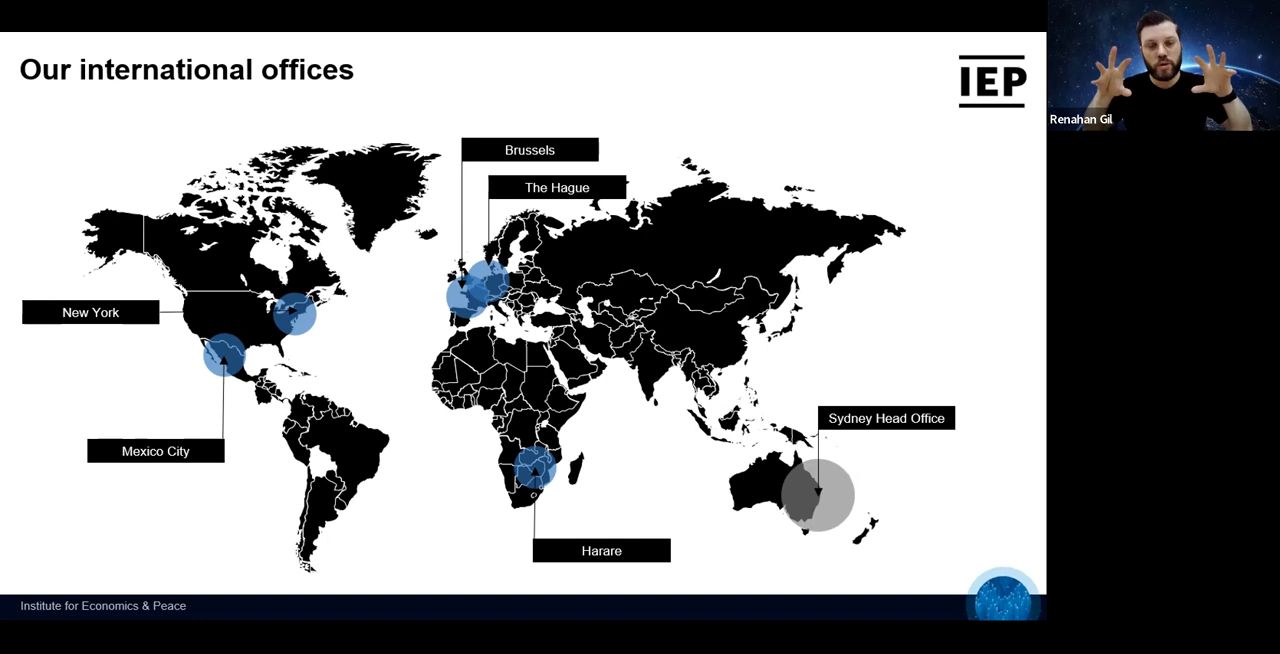 Our international offices
IEP
Renahan Gil
Brussels
The Hague
New York
Sydney Head Office
Mexico City
Harare
Institute for Economics & Peace